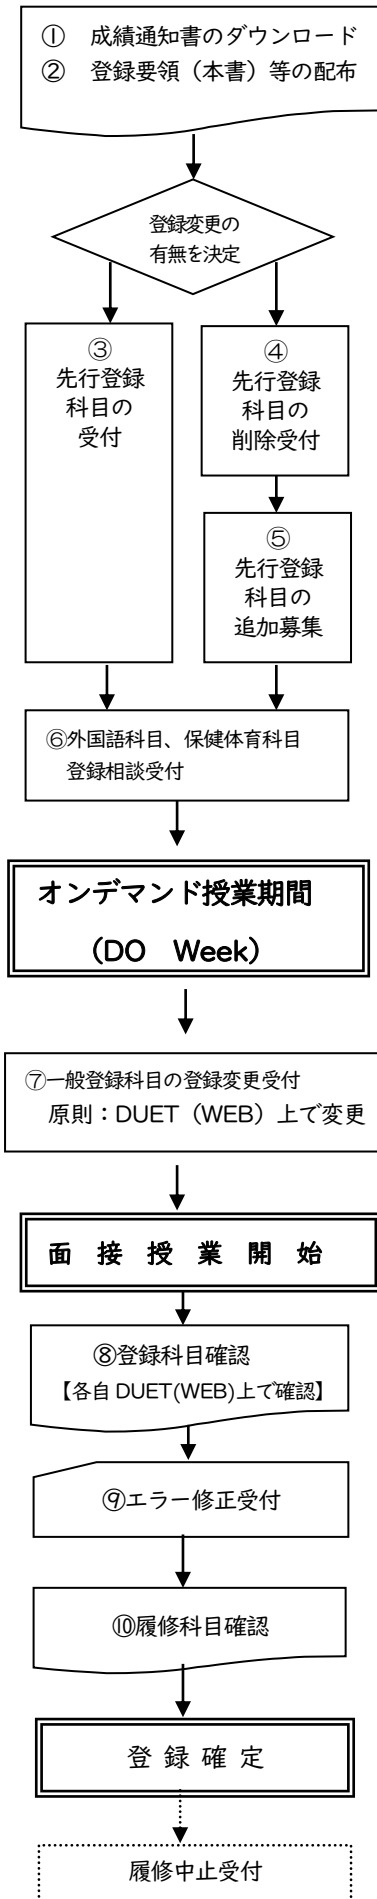 ① 成績通知書のダウンロード
② 登録要領（本書）等の配布
登録変更の
有無を決定
③
先行登録
科目の
受付
④
先行登録
科目の
削除受付
⑤
先行登録
科目の
追加募集
⑥外国語科目、保健体育科目
登録相談受付
オンデマンド授業期間
（DO Week）
⑦一般登録科目の登録変更受付
原則：DUET（WEB）上で変更
面 接 授 業 開 始
⑧登録科目確認
【各自 DUET(WEB)上で確認】
⑨エラー修正受付
⑩履修科目確認
登 録 確 定
履修中止受付